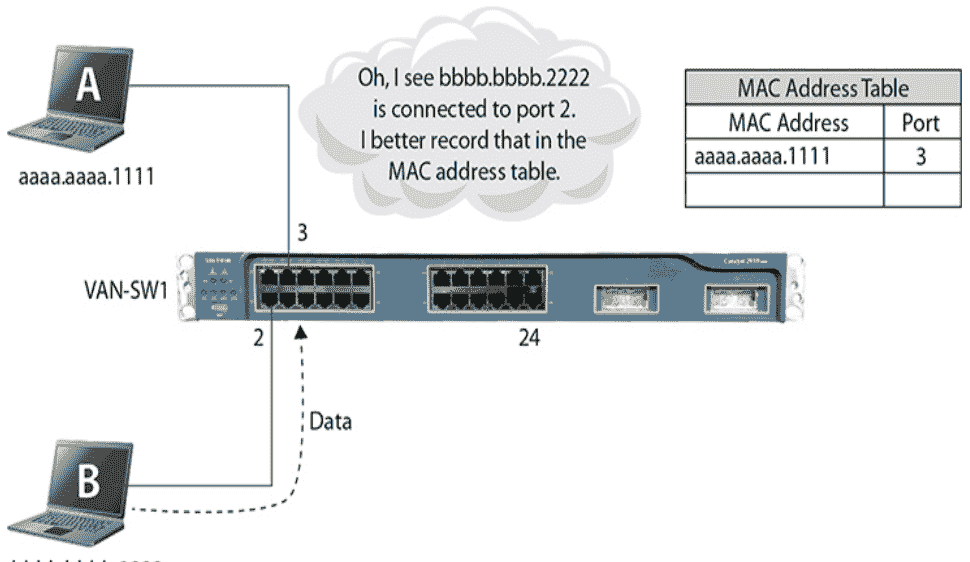 A
aaaa.aaaa.1111
Oh, I see bbbb.bbbb.2222
is connected to port 2.
I better record that in the
MAC address table.
MAC Address Table
MAC Address Port
aaaa.aaaa.1111 3
3
VAN-SW1
2
24
Data
B